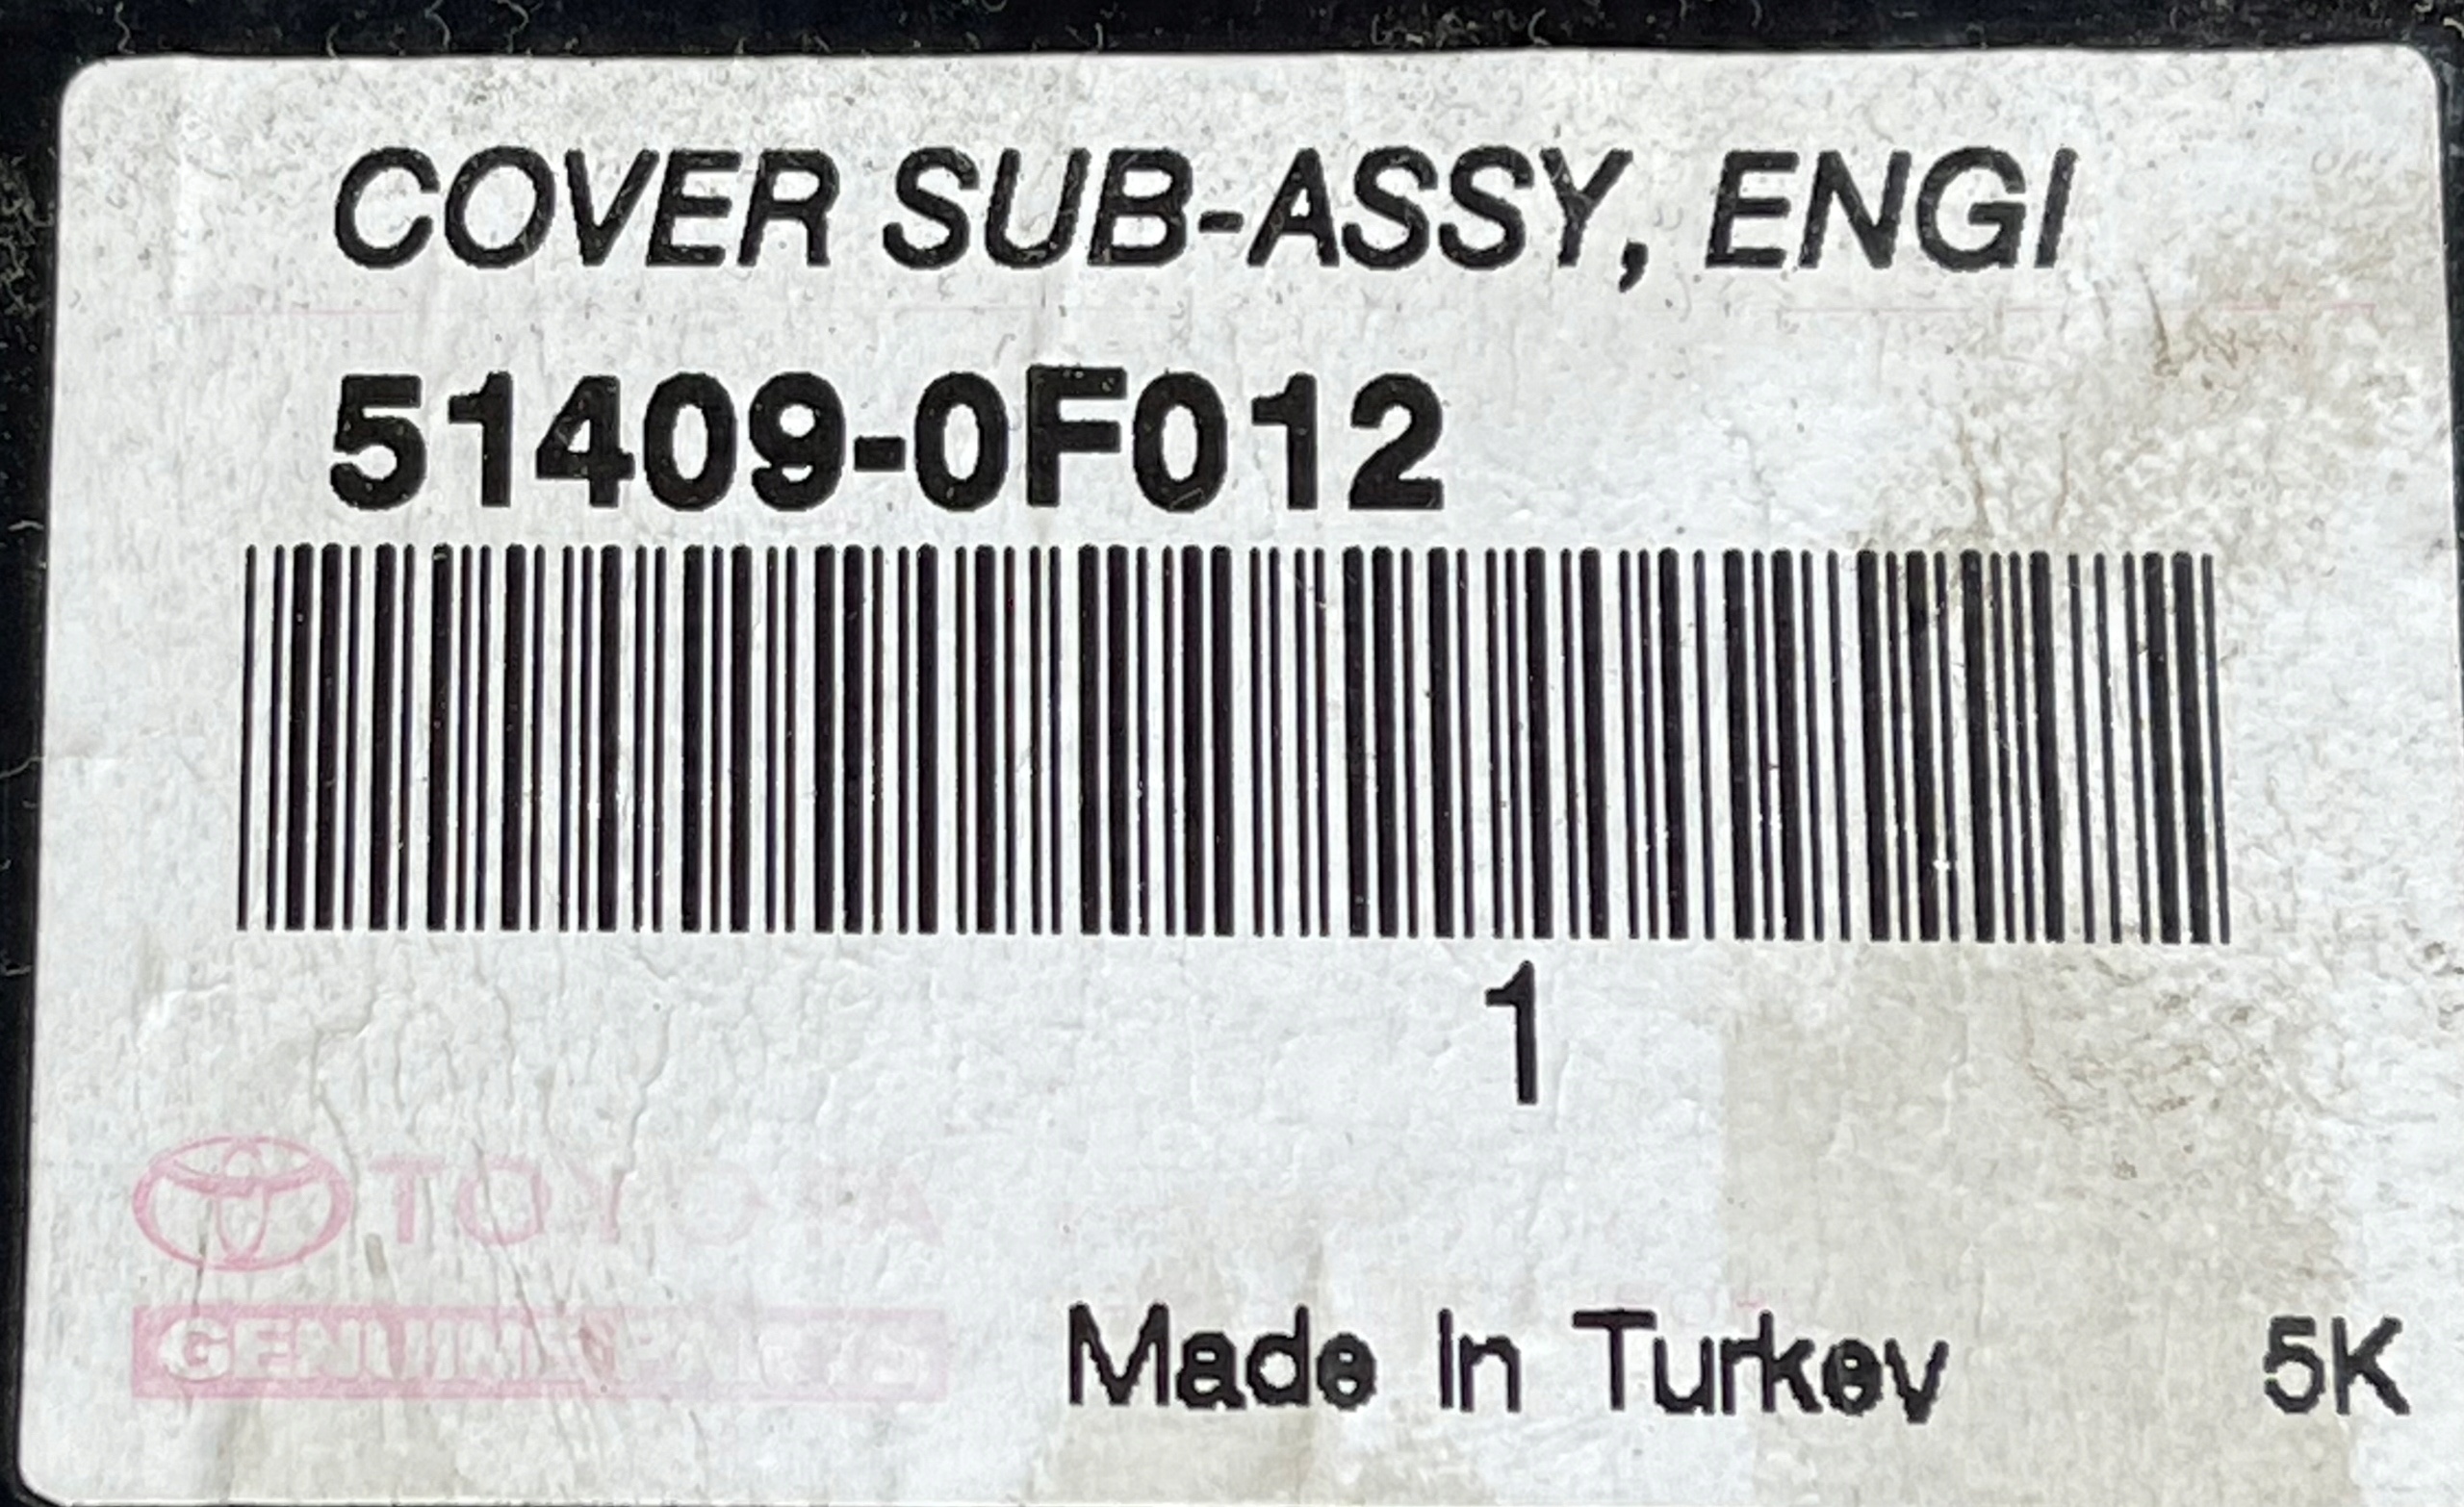 COVER SUB-ASSY, ENGI
51409-0F012
1
TOYOTA
GENUINE PARTS
Made In Turkey 5K